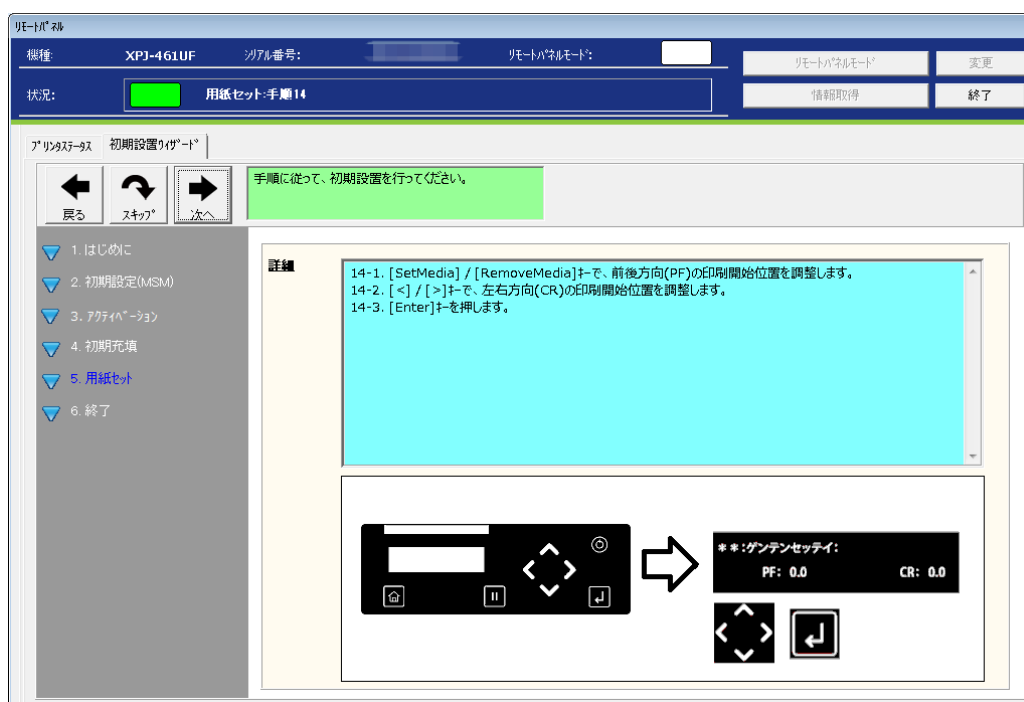 リモートパネル
機種: XPJ-461UF シリアル番号: リモートパネルモード:
リモートパネルモード 変更
状況: 用紙セット:手順14
情報取得 終了
プリンタステータス 初期設置ウィザード
戻る スキップ 次へ
手順に従って、初期設置を行ってください。
1. はじめに
2. 初期設定(MSM)
3. アクティベーション
4. 初期充填
5. 用紙セット
6. 終了
詳細
14-1. [SetMedia] / [RemoveMedia]キーで、前後方向(PF)の印刷開始位置を調整します。
14-2. [<] / [>]キーで、左右方向(CR)の印刷開始位置を調整します。
14-3. [Enter]キーを押します。
**:ゲンテンセッテイ:
PF: 0.0 CR: 0.0